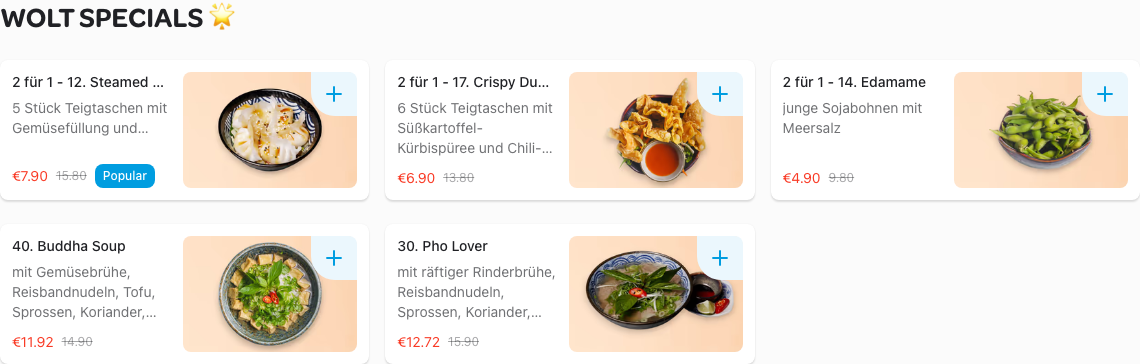 WOLT SPECIALS 🌟
2 für 1 - 12. Steamed ...
5 Stück Teigtaschen mit
Gemüsefüllung und...
€7.90 15.80 Popular
2 für 1 - 17. Crispy Du...
6 Stück Teigtaschen mit
Süßkartoffel-
Kürbispüree und Chili-...
€6.90 13.80
2 für 1 - 14. Edamame
junge Sojabohnen mit
Meersalz
€4.90 9.80
40. Buddha Soup
mit Gemüsebrühe,
Reisbandnudeln, Tofu,
Sprossen, Koriander,...
€11.92 14.90
30. Pho Lover
mit räftiger Rinderbrühe,
Reisbandnudeln,
Sprossen, Koriander,...
€12.72 15.90